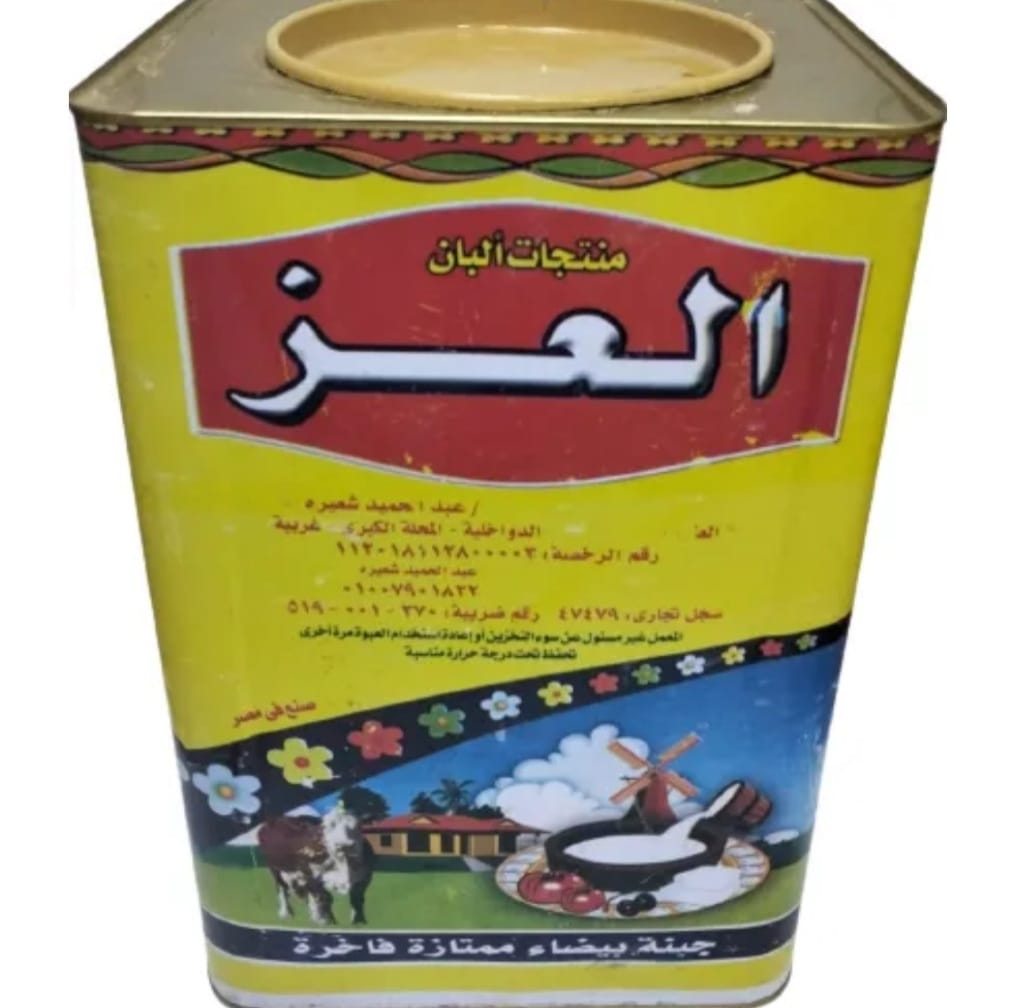 منتجات ألبان
العز
/ عبد الحميد شعيره
الدواخلية - المحلة الكبرى - غربية
رقم الرخصة: ١١٢٠١٨١١٢٨٠٠٠٠٣
عبد الحميد شعيره
٠١٠٠٧٩٠١٨٢٢
سجل تجارى: ٤٧٤٧٩ رقم ضريبة: ٣٧٠ - ٠٠١ - ٥١٩
المعمل غير مسئول عن سوء التخزين أو إعادة استخدام العبوة مرة أخرى
تحفظ تحت درجة حرارة مناسبة
صنع فى مصر
جبنة بيضاء ممتازة فاخرة